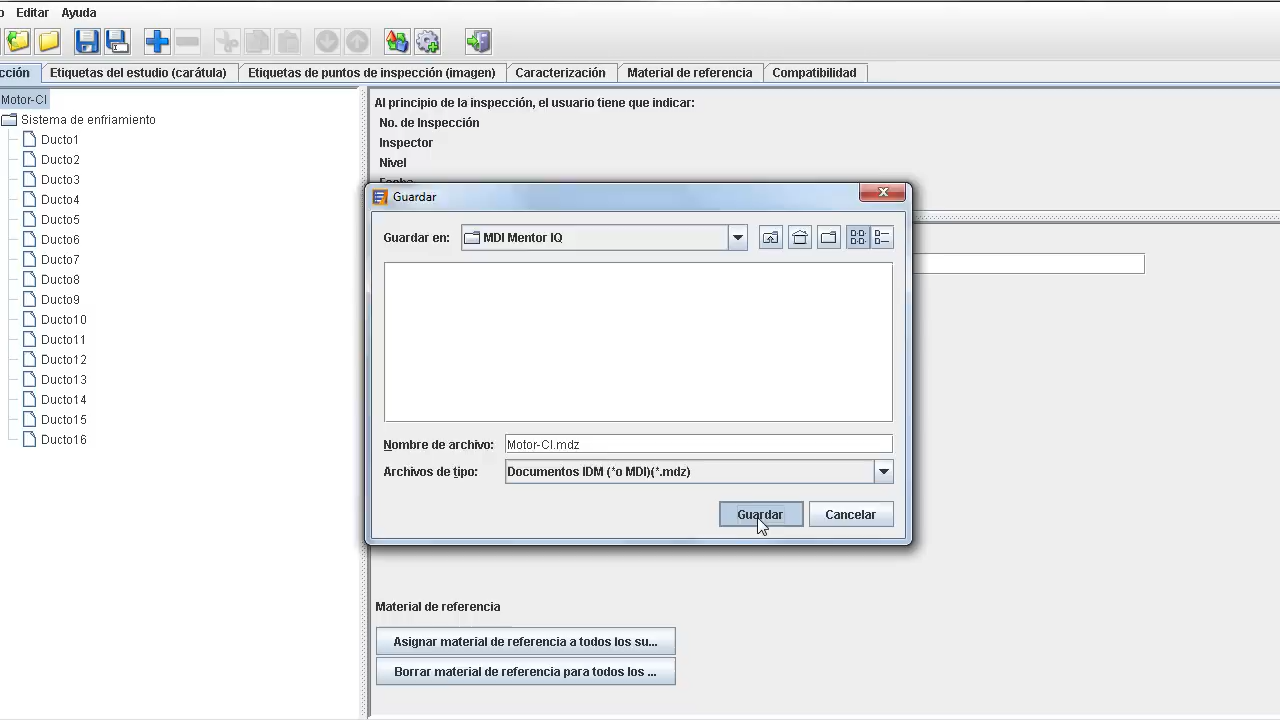 o Editar Ayuda
cción Etiquetas del estudio (carátula) Etiquetas de puntos de inspección (imagen) Caracterización Material de referencia Compatibilidad
Motor-CI
Sistema de enfriamiento
Ducto1
Ducto2
Ducto3
Ducto4
Ducto5
Ducto6
Ducto7
Ducto8
Ducto9
Ducto10
Ducto11
Ducto12
Ducto13
Ducto14
Ducto15
Ducto16
Al principio de la inspección, el usuario tiene que indicar:
No. de Inspección
Inspector
Nivel
Fecha
Guardar
Guardar en: MDI Mentor IQ
Nombre de archivo: Motor-CI.mdz
Archivos de tipo: Documentos IDM (*o MDI)(*.mdz)
Guardar Cancelar
Material de referencia
Asignar material de referencia a todos los su...
Borrar material de referencia para todos los ...